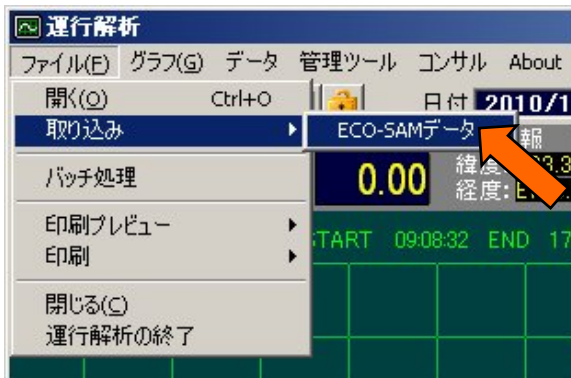 運行解析
ファイル(F) グラフ(G) データ 管理ツール コンサル About
開く(O) Ctrl+O
日付 2010/1
取り込み
ECO-SAMデータ
報
バッチ処理
0.00
緯度:
経度:
印刷プレビュー
START 09:08:32 END 17
印刷
閉じる(C)
運行解析の終了